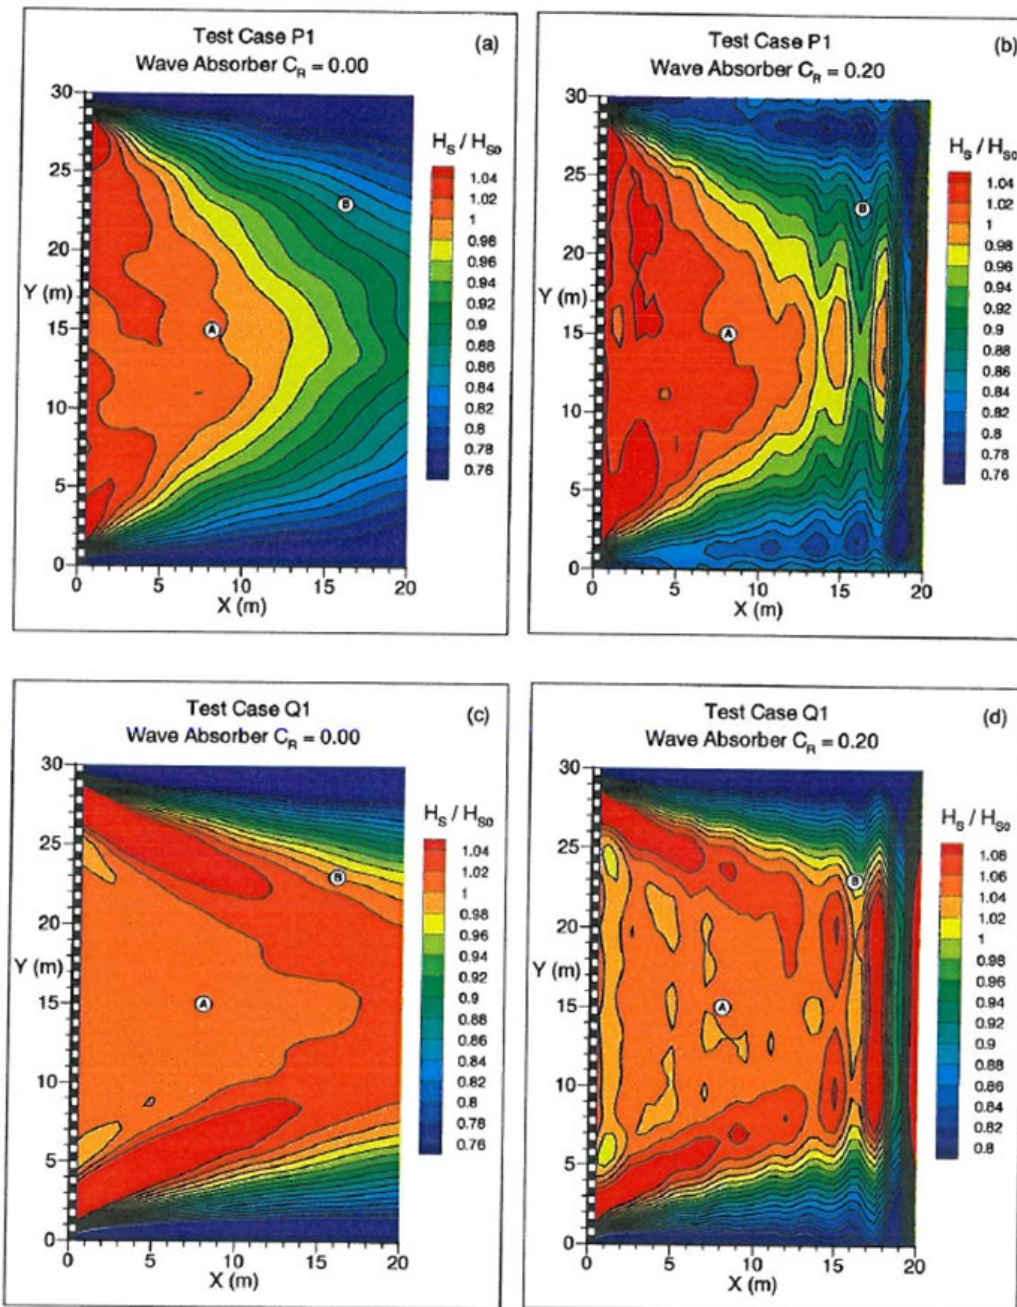 Test Case P1
(a)
Wave Absorber C_R = 0.00
30
25
20
Y (m)
15
10
5
0
A
B
0 5 10 15 20
X (m)
H_S / H_S0
1.04
1.02
1
0.98
0.96
0.94
0.92
0.9
0.88
0.86
0.84
0.82
0.8
0.78
0.76
Test Case P1
(b)
Wave Absorber C_R = 0.20
30
25
20
Y (m)
15
10
5
0
A
B
0 5 10 15 20
X (m)
H_S / H_S0
1.04
1.02
1
0.98
0.96
0.94
0.92
0.9
0.88
0.86
0.84
0.82
0.8
0.78
0.76
Test Case Q1
(c)
Wave Absorber C_R = 0.00
30
25
20
Y (m)
15
10
5
0
A
B
0 5 10 15 20
X (m)
H_S / H_S0
1.04
1.02
1
0.98
0.96
0.94
0.92
0.9
0.88
0.86
0.84
0.82
0.8
0.78
0.76
Test Case Q1
(d)
Wave Absorber C_R = 0.20
30
25
20
Y (m)
15
10
5
0
A
B
0 5 10 15 20
X (m)
H_S / H_S0
1.08
1.06
1.04
1.02
1
0.98
0.96
0.94
0.92
0.9
0.88
0.86
0.84
0.82
0.8